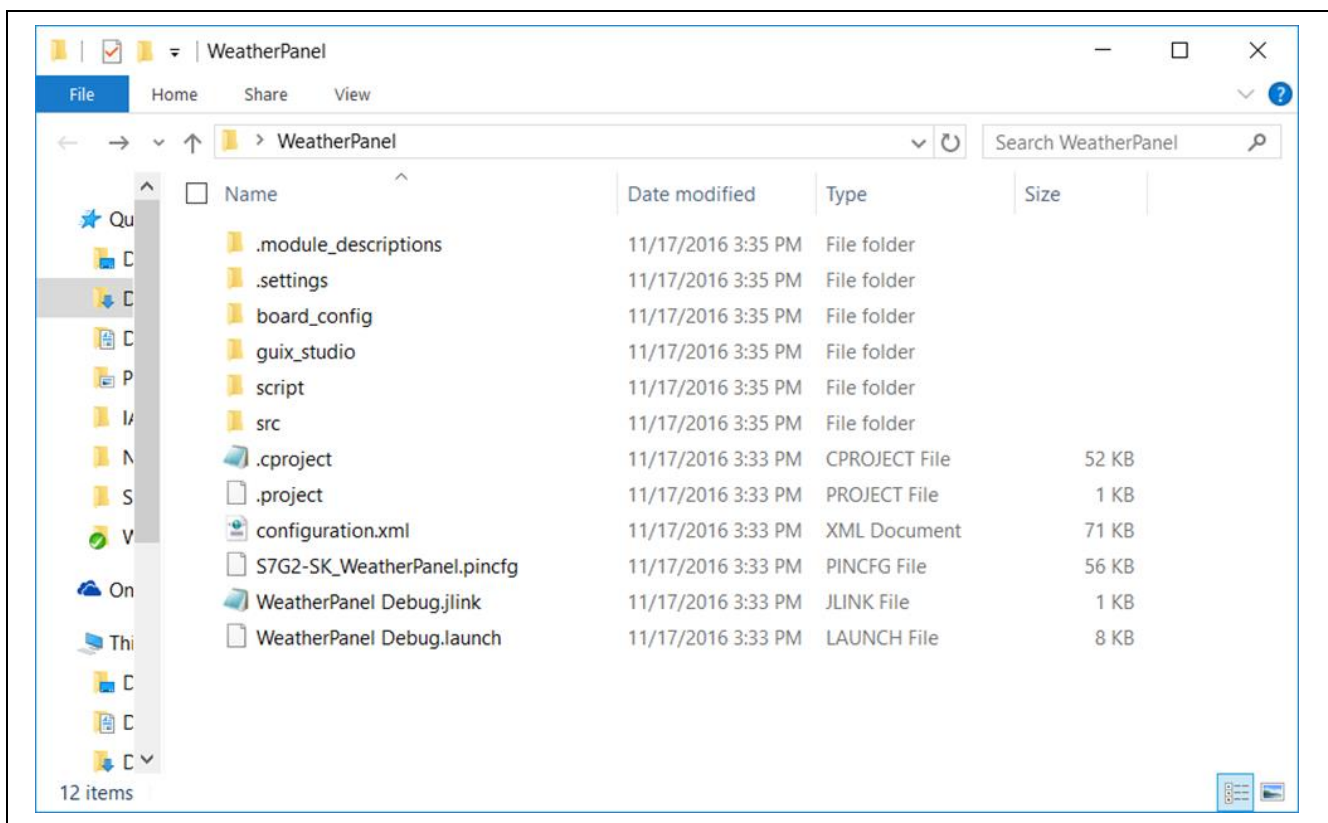 WeatherPanel
File Home Share View
> WeatherPanel Search WeatherPanel
Name Date modified Type Size
.module_descriptions 11/17/2016 3:35 PM File folder
.settings 11/17/2016 3:35 PM File folder
board_config 11/17/2016 3:35 PM File folder
guix_studio 11/17/2016 3:35 PM File folder
script 11/17/2016 3:35 PM File folder
src 11/17/2016 3:35 PM File folder
.cproject 11/17/2016 3:33 PM CPROJECT File 52 KB
.project 11/17/2016 3:33 PM PROJECT File 1 KB
configuration.xml 11/17/2016 3:33 PM XML Document 71 KB
S7G2-SK_WeatherPanel.pincfg 11/17/2016 3:33 PM PINCFG File 56 KB
WeatherPanel Debug.jlink 11/17/2016 3:33 PM JLINK File 1 KB
WeatherPanel Debug.launch 11/17/2016 3:33 PM LAUNCH File 8 KB
Qu
D
D
D
P
N
S
On
Thi
D
D
D
12 items